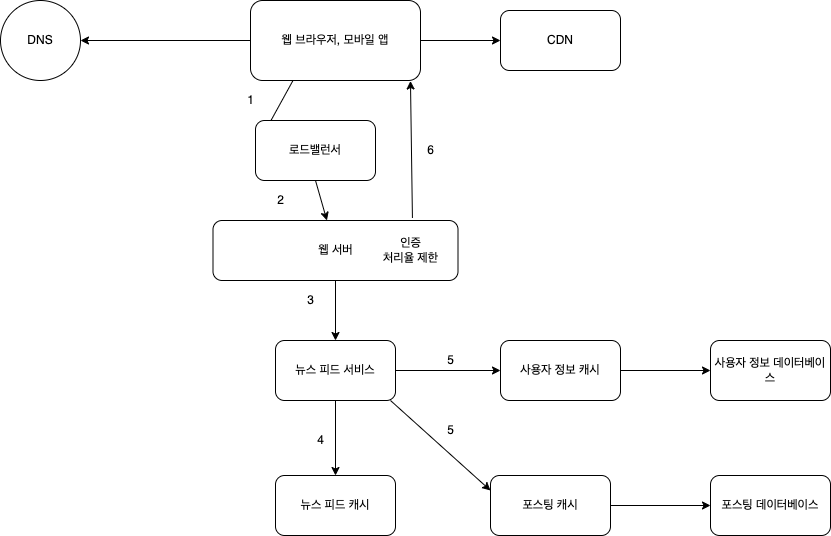 DNS
웹 브라우저, 모바일 앱
CDN
1
로드밸런서
6
2
웹 서버
인증
처리율 제한
3
뉴스 피드 서비스
5
사용자 정보 캐시
사용자 정보 데이터베이
스
4
5
뉴스 피드 캐시
포스팅 캐시
포스팅 데이터베이스